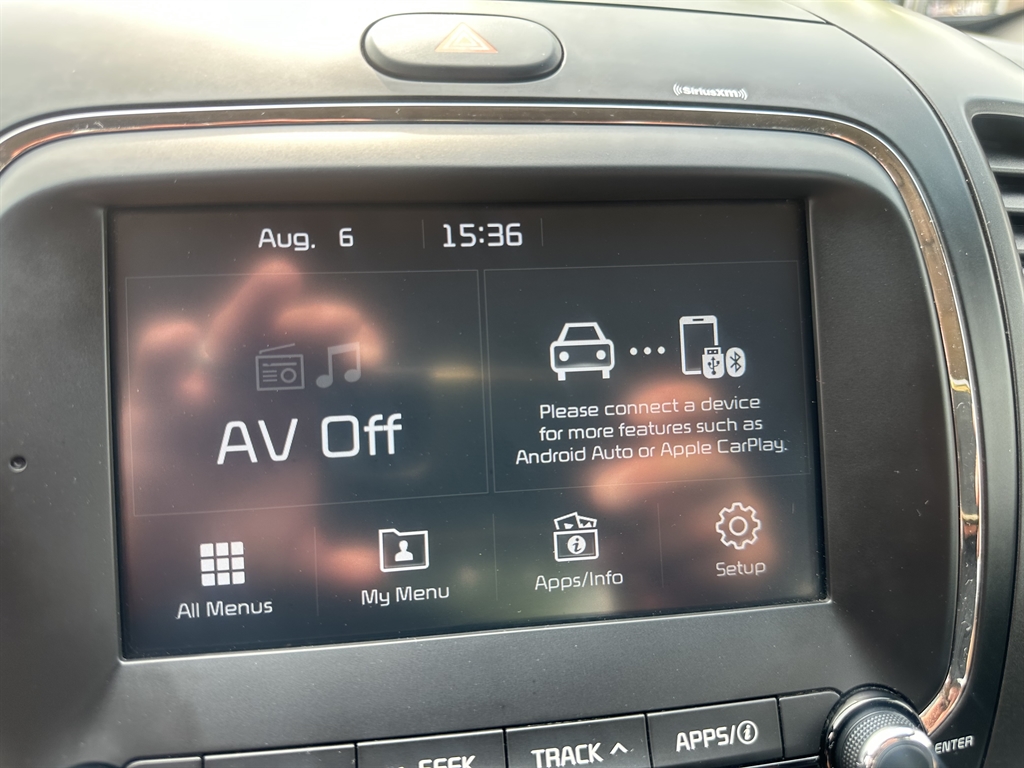 SiriusXM
Aug. 6 15:36
AV Off
Please connect a device
for more features such as
Android Auto or Apple CarPlay.
All Menus
My Menu
Apps/Info
Setup
SEEK
TRACK
APPS/i
ENTER